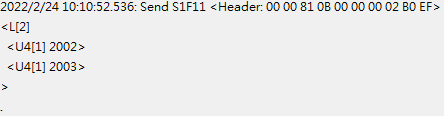 2022/2/24 10:10:52.536: Send S1F11 <Header: 00 00 81 0B 00 00 00 02 B0 EF>
<L[2]
<U4[1] 2002>
<U4[1] 2003>
>
.